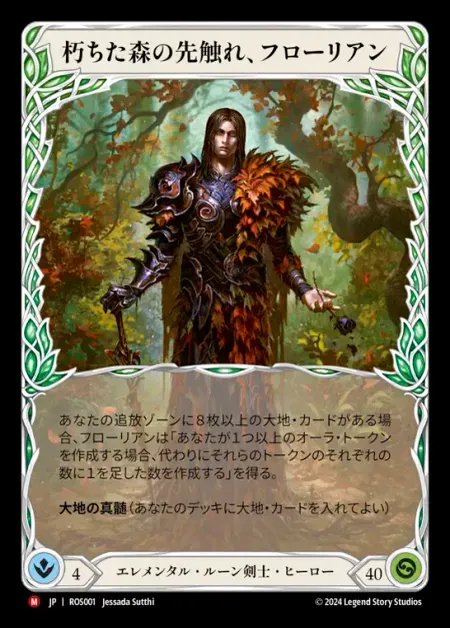 朽ちた森の先触れ、フローリアン
あなたの追放ゾーンに8枚以上の大地・カードがある場
合、フローリアンは「あなたが1つ以上のオーラ・トークン
を作成する場合、代わりにそれらのトークンのそれぞれの
数に1を足した数を作成する」を得る。
大地の真髄(あなたのデッキに大地・カードを入れてよい)
4
エレメンタル・ルーン剣士・ヒーロー
40
M JP | ROS001 Jessada Sutthi
© 2024 Legend Story Studios